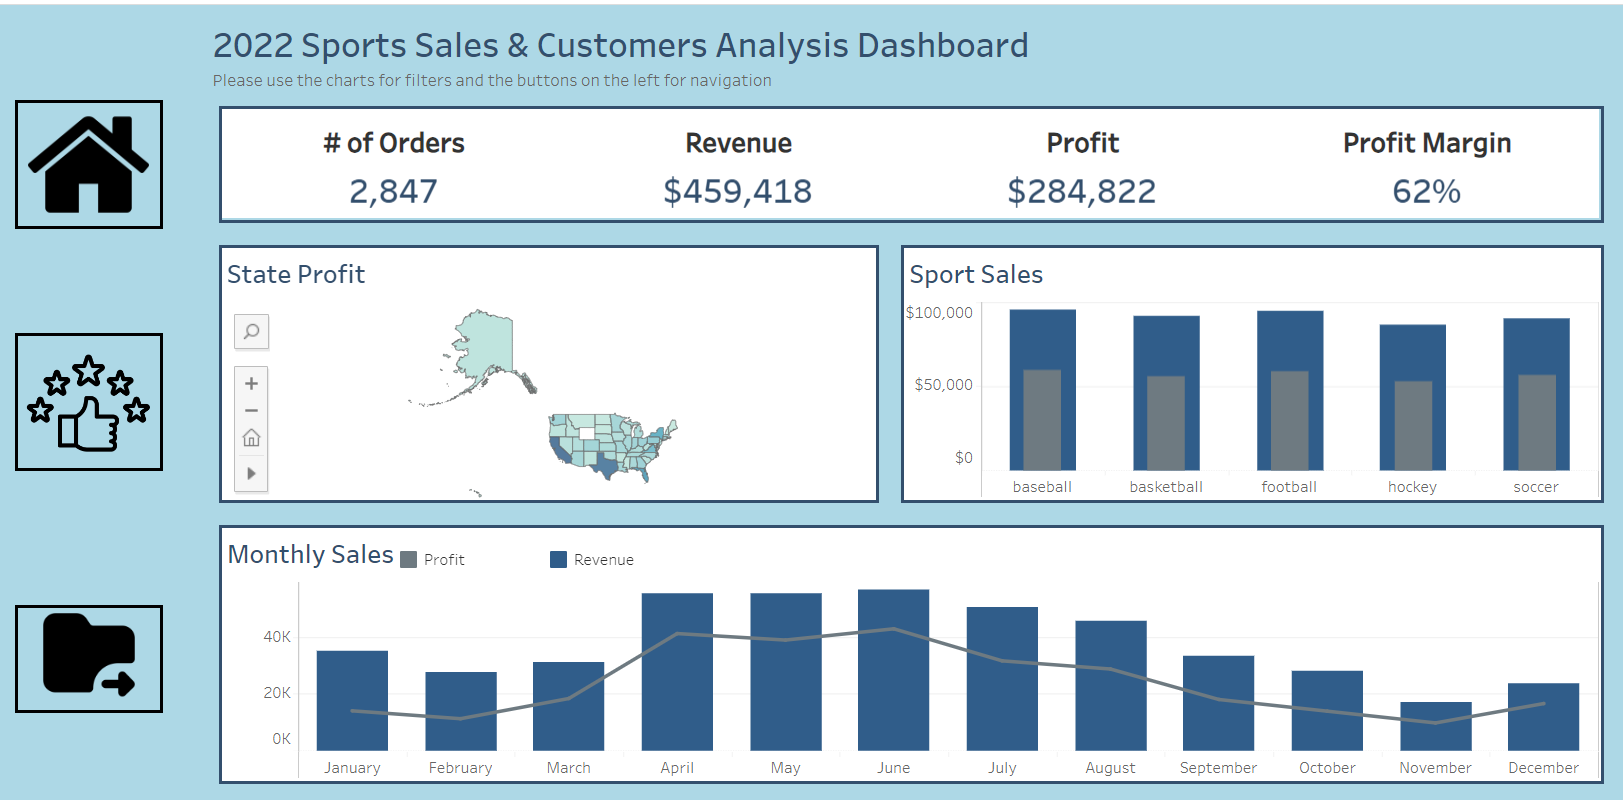 2022 Sports Sales & Customers Analysis Dashboard
Please use the charts for filters and the buttons on the left for navigation
# of Orders Revenue Profit Profit Margin
2,847 $459,418 $284,822 62%
State Profit
Sport Sales
$100,000
$50,000
$0
baseball basketball football hockey soccer
Monthly Sales Profit Revenue
40K
20K
0K
January February March April May June July August September October November December